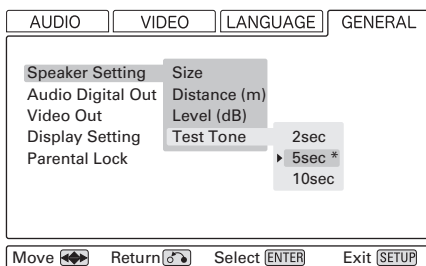 AUDIO VIDEO LANGUAGE GENERAL
Speaker Setting Size
Audio Digital Out Distance (m)
Video Out Level (dB)
Display Setting Test Tone 2sec
Parental Lock 5sec *
10sec
Move Return Select ENTER Exit SETUP